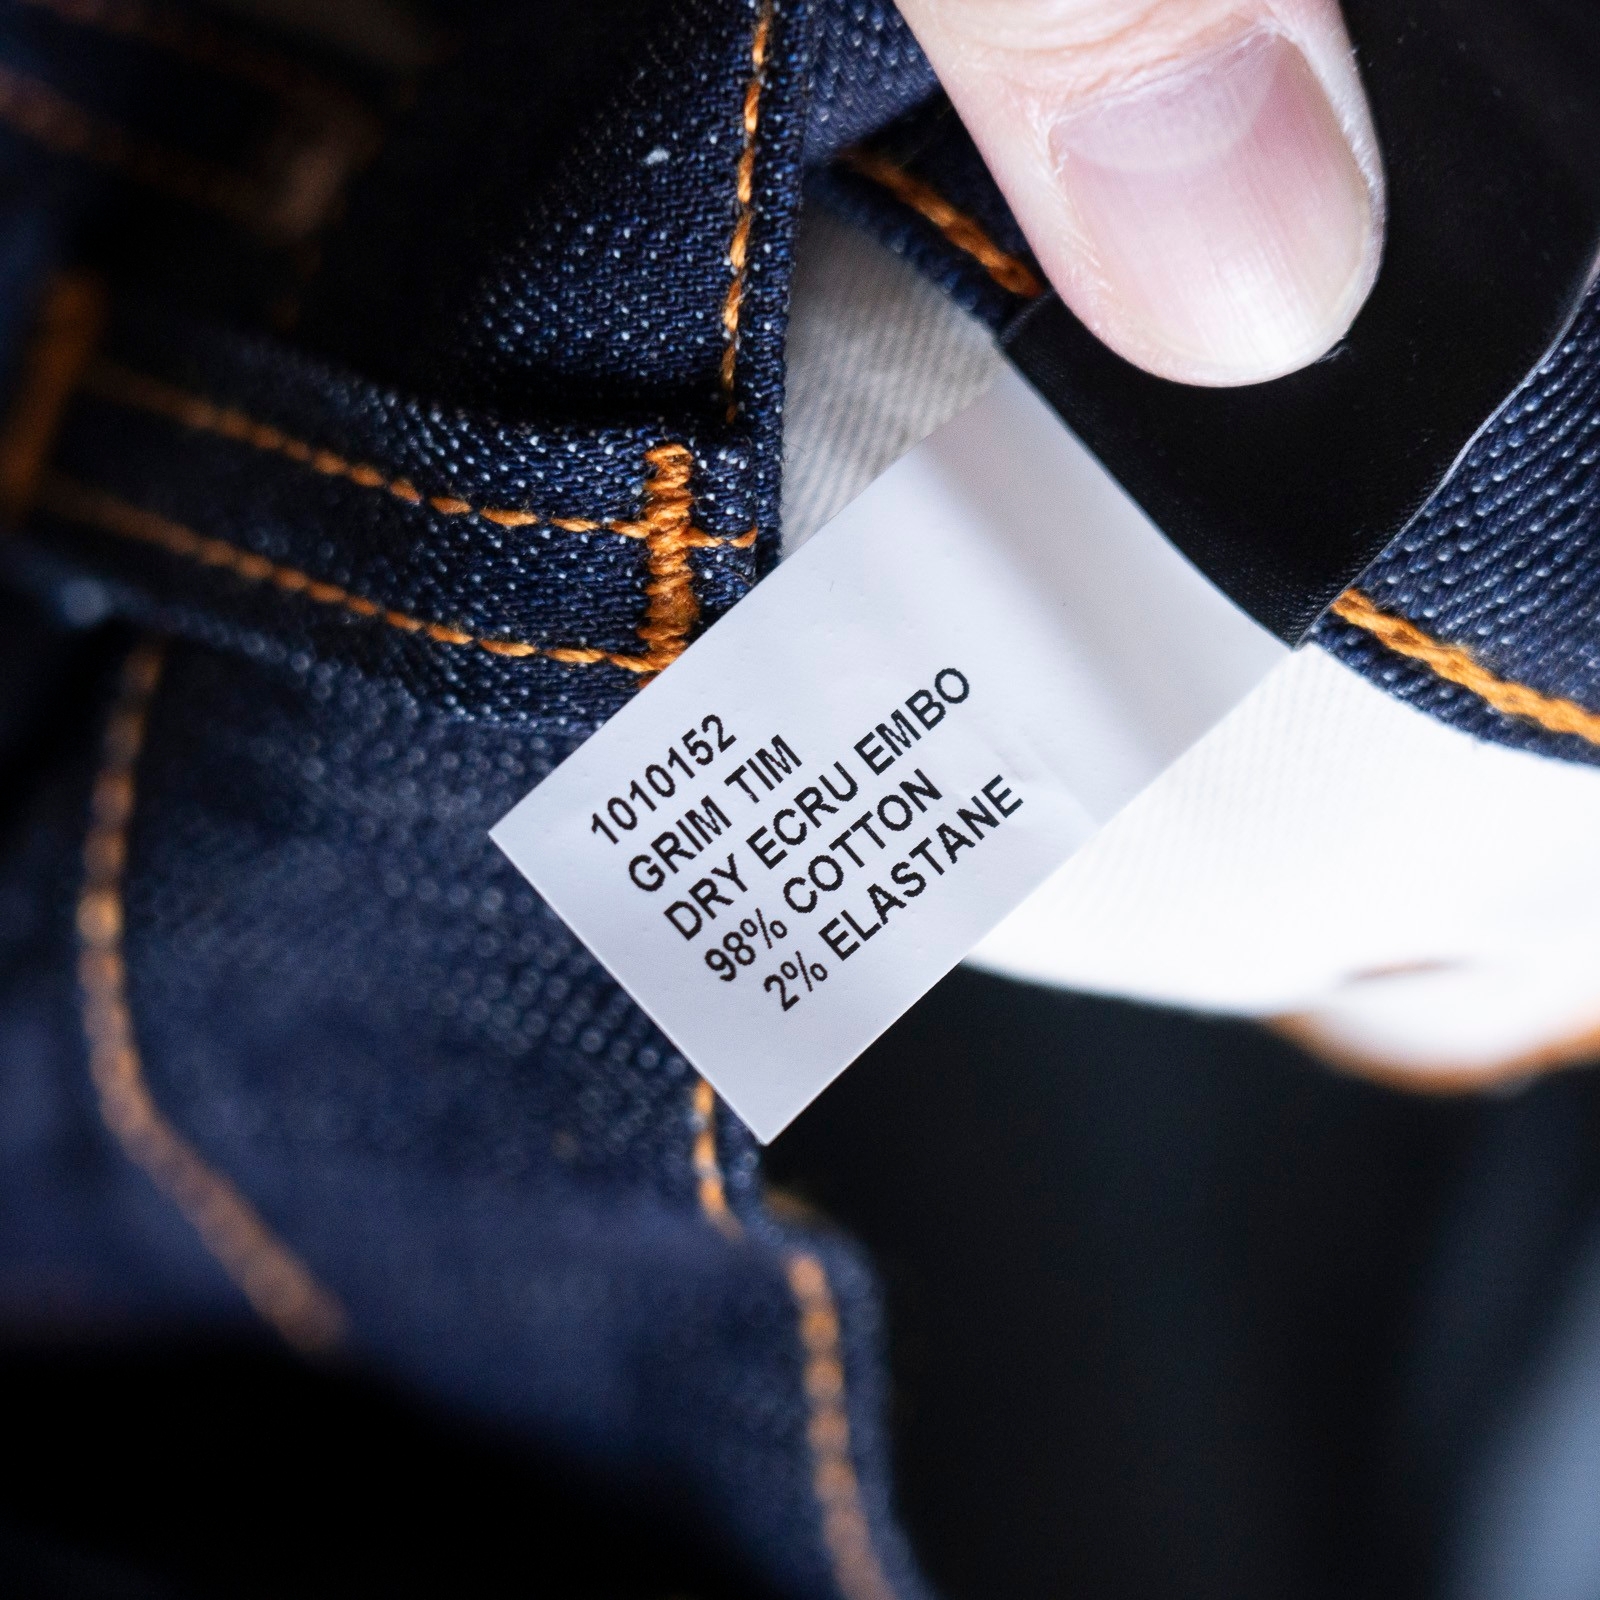 1010152
GRIM TIM
DRY ECRU EMBO
98% COTTON
2% ELASTANE